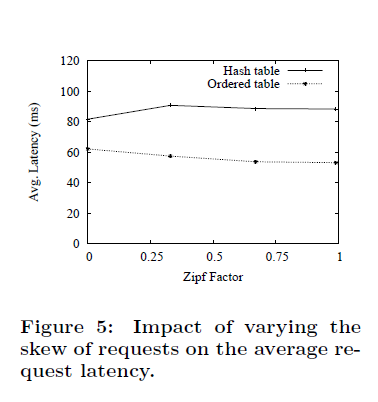 120
100
80
60
40
20
0
Avg. Latency (ms)
Hash table
Ordered table
0 0.25 0.5 0.75 1
Zipf Factor
Figure 5: Impact of varying the
skew of requests on the average re-
quest latency.